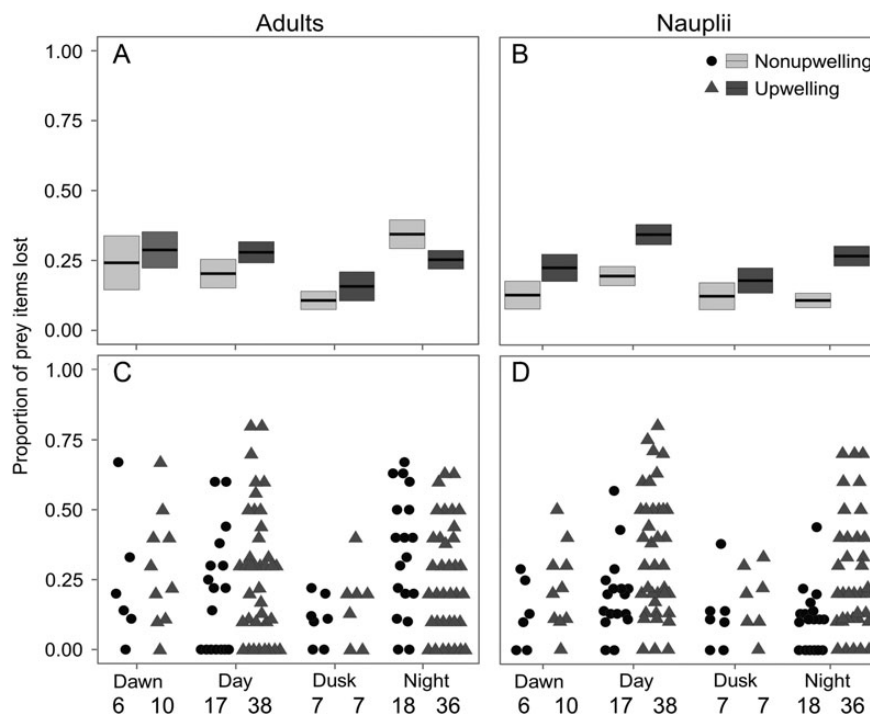 Adults Nauplii
A
B
Nonupwelling
Upwelling
1.00
0.75
0.50
0.25
0.00
Proportion of prey items lost
C
D
1.00
0.75
0.50
0.25
0.00
Dawn Day Dusk Night Dawn Day Dusk Night
6 10 17 38 7 7 18 36 6 10 17 38 7 7 18 36